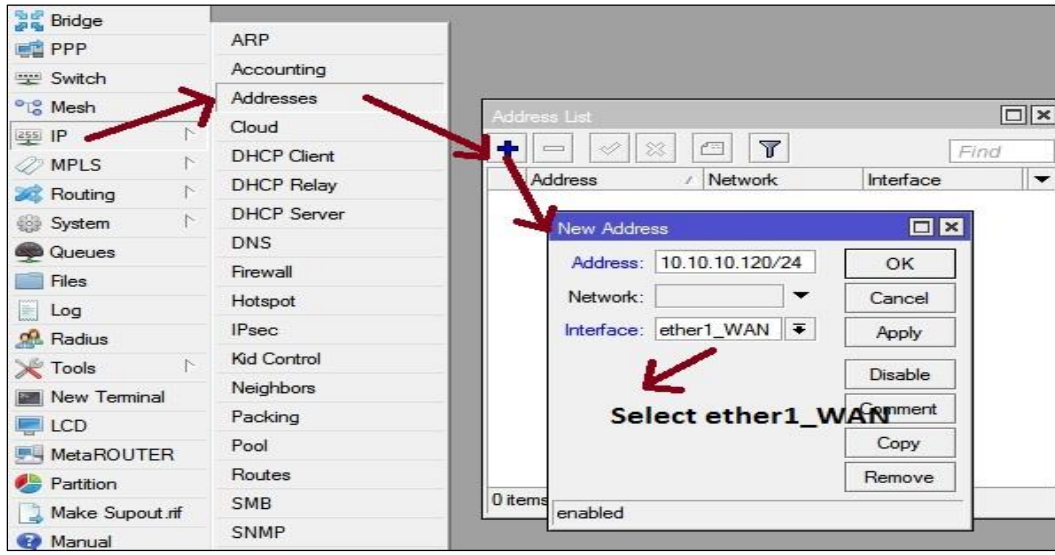 Bridge
PPP
Switch
Mesh
255 IP
MPLS
Routing
System
Queues
Files
Log
Radius
Tools
New Terminal
LCD
MetaROUTER
Partition
Make Supout.rif
Manual
ARP
Accounting
Addresses
Cloud
DHCP Client
DHCP Relay
DHCP Server
DNS
Firewall
Hotspot
IPsec
Kid Control
Neighbors
Packing
Pool
Routes
SMB
SNMP
Address List
Find
Address Network Interface
0 items
New Address
Address: 10.10.10.120/24
Network:
Interface: ether1_WAN
Select ether1_WAN
OK
Cancel
Apply
Disable
Comment
Copy
Remove
enabled